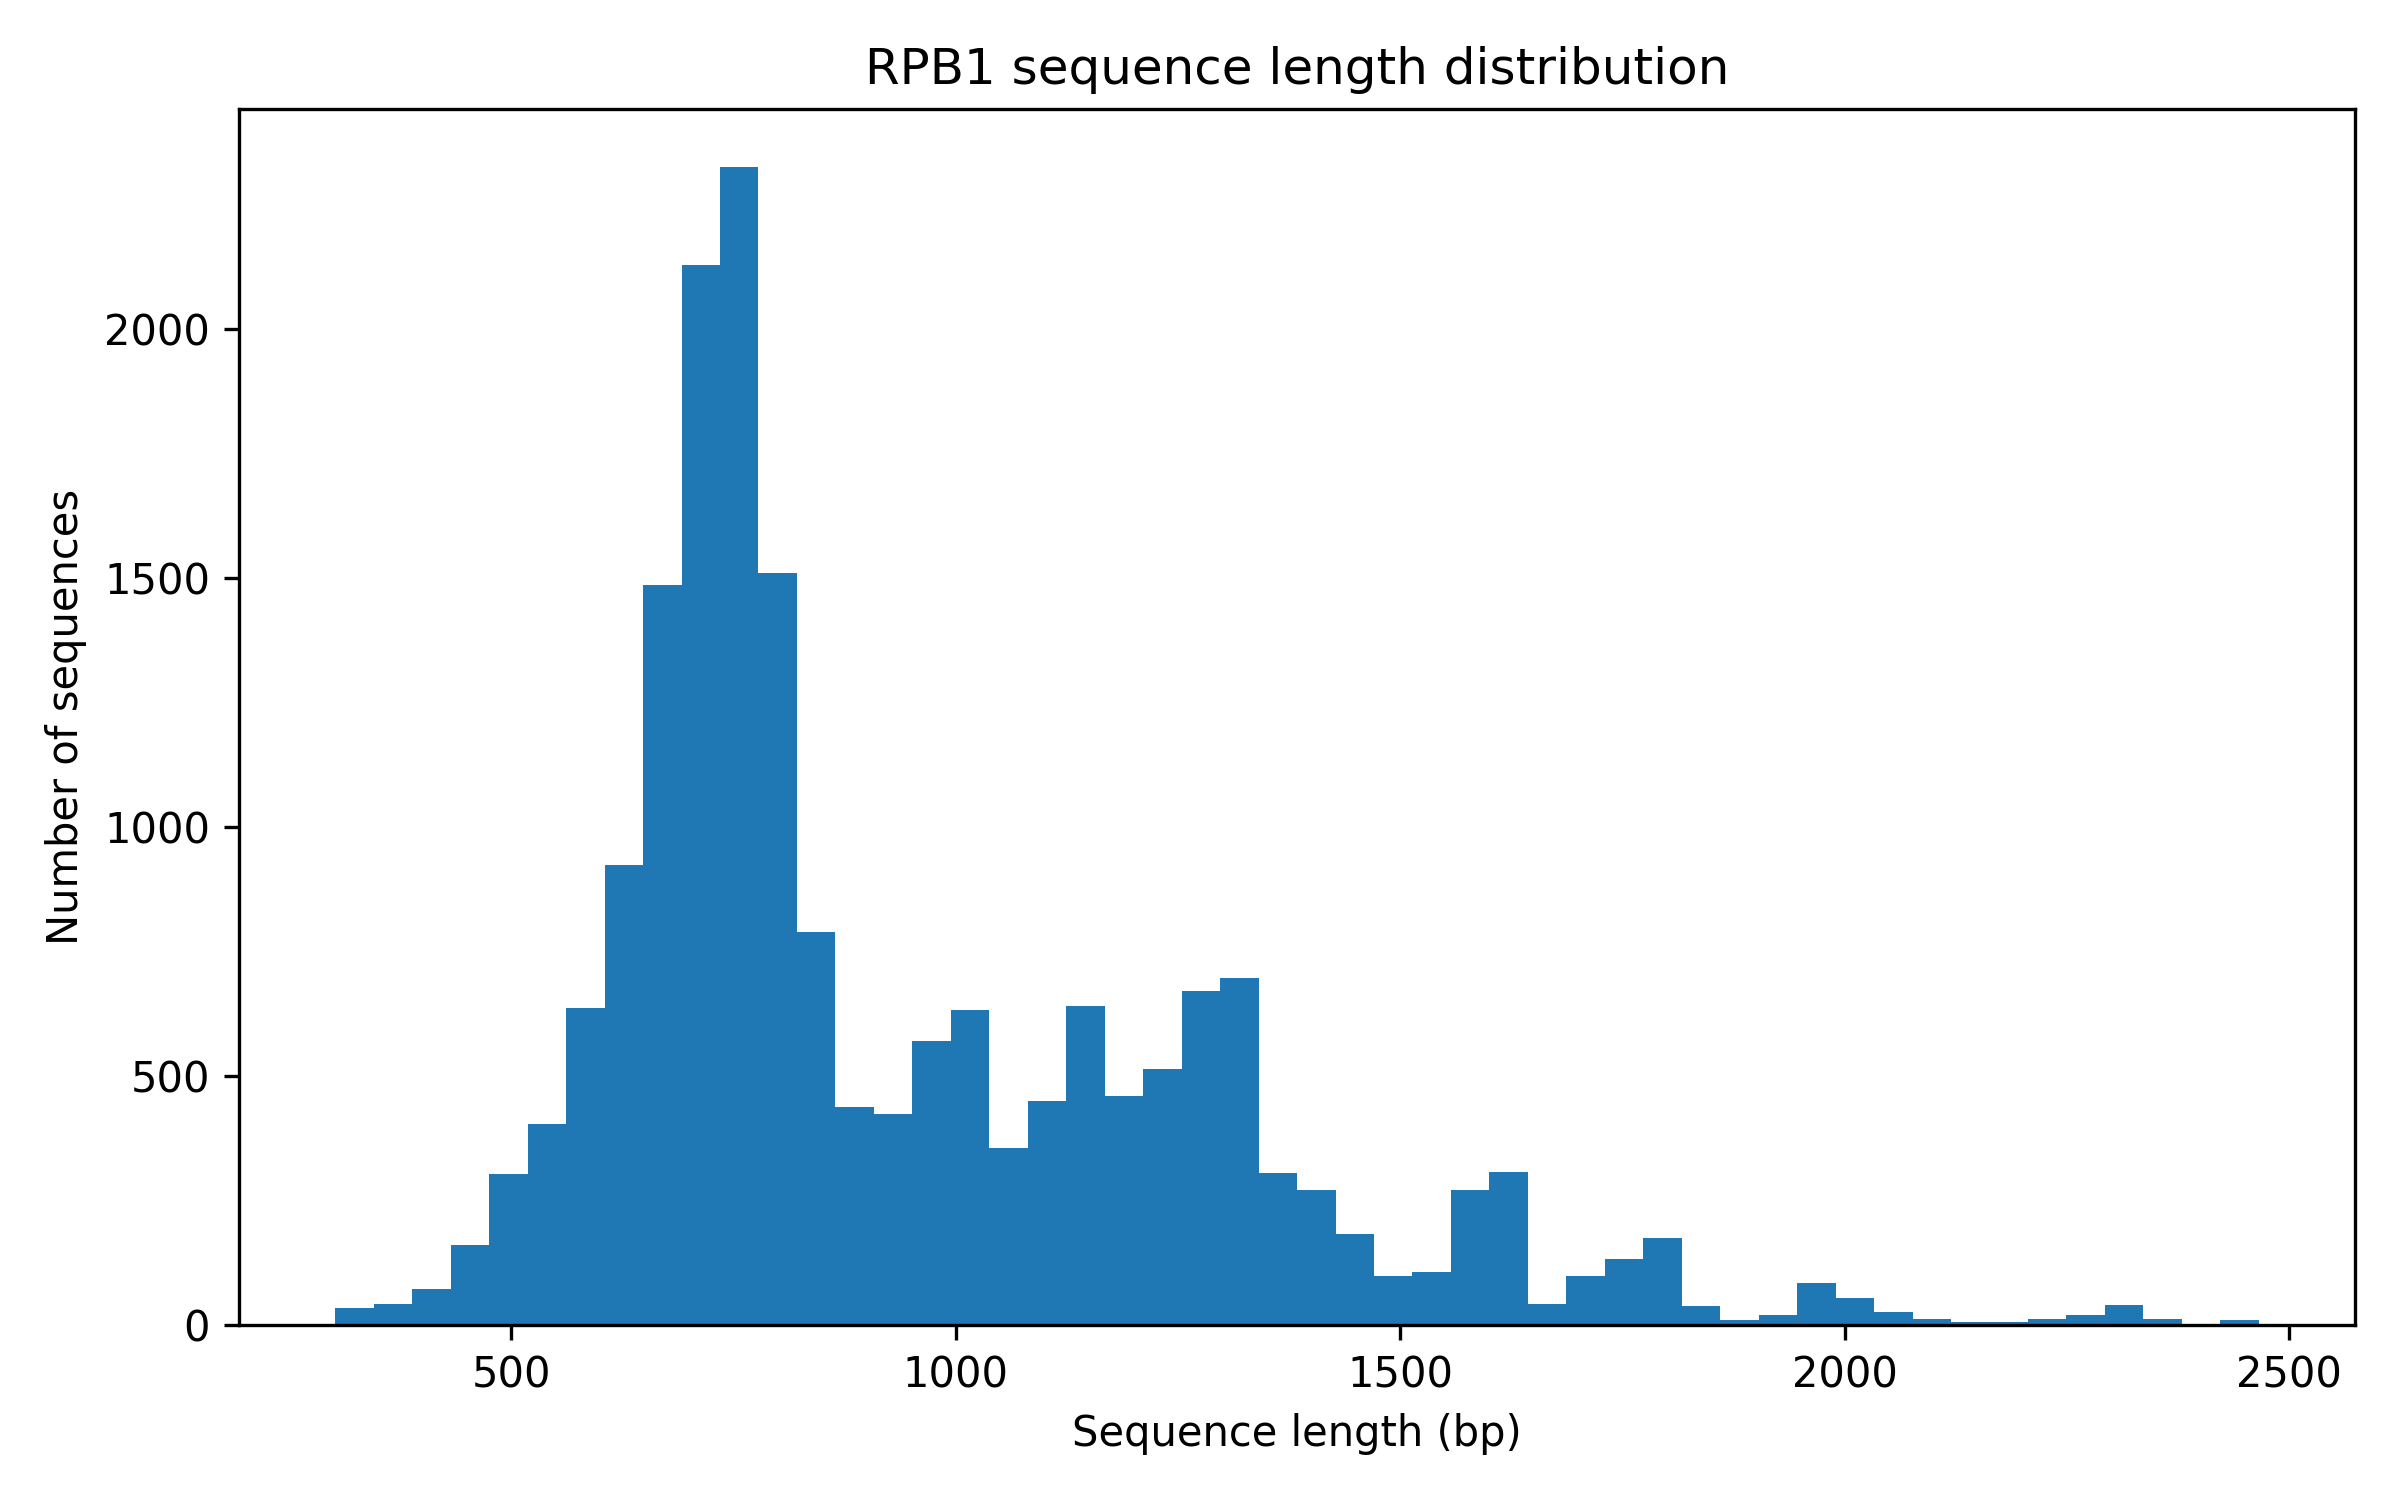 RPB1 sequence length distribution
Number of sequences
2000
1500
1000
500
0
500 1000 1500 2000 2500
Sequence length (bp)